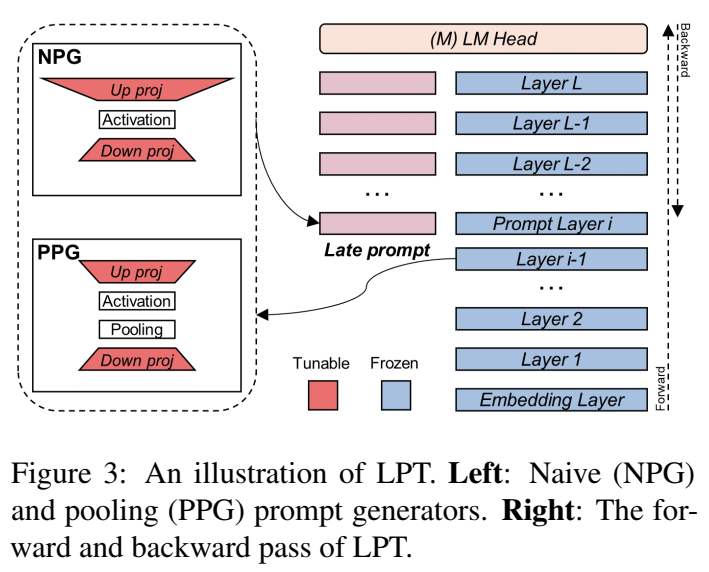 NPG
Up proj
Activation
Down proj
PPG
Up proj
Activation
Pooling
Down proj
(M) LM Head
Layer L
Layer L-1
Layer L-2
...
...
Prompt Layer i
Late prompt
Layer i-1
...
Layer 2
Layer 1
Embedding Layer
Tunable
Frozen
Backward
Forward
Figure 3: An illustration of LPT. Left: Naive (NPG)
and pooling (PPG) prompt generators. Right: The for-
ward and backward pass of LPT.